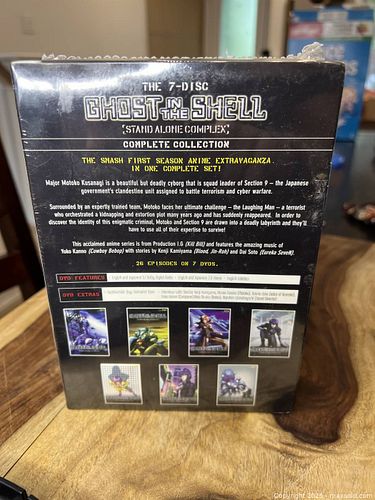 THE 7-DISC
GHOST IN THE SHELL
[STAND ALONE COMPLEX]
COMPLETE COLLECTION
THE SMASH FIRST SEASON ANIME EXTRAVAGANZA
IN ONE COMPLETE SET!
Major Motoko Kusanagi is a beautiful but deadly cyborg that is squad leader of Section 9 — the Japanese
government's clandestine unit assigned to battle terrorism and cyber warfare.
Surrounded by an expertly trained team, Motoko faces her ultimate challenge — the Laughing Man — a terrorist
who orchestrated a kidnapping and extortion plot many years ago and has suddenly reappeared. In order to
discover the identity of this enigmatic criminal, Motoko and Section 9 are drawn into a deadly labyrinth and they'll
have to use all of their expertise to survive!
This acclaimed anime series is from Production I.G (Kill Bill) and features the amazing music of
Yoko Kanno (Cowboy Bebop) with stories by Kenji Kamiyama (Blood, Jin-Roh) and Dai Sato (Eureka Seven).
26 EPISODES ON 7 DVDS.
DVD FEATURES
DVD EXTRAS
Copyright 2026 - maxsold.com